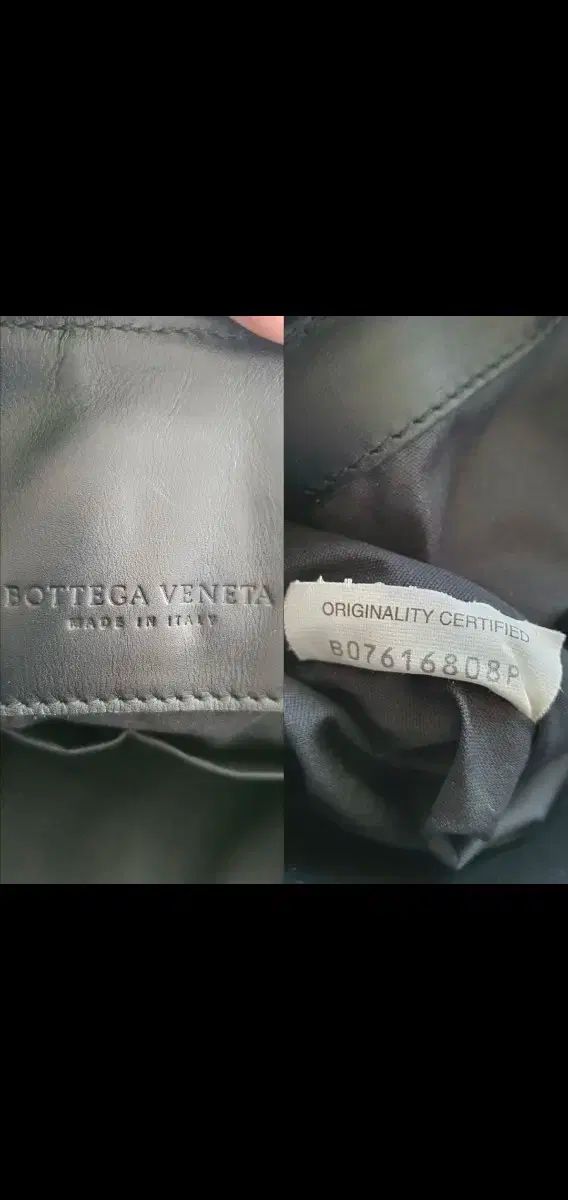 BOTTEGA VENETA
MADE IN ITALY
ORIGINALITY CERTIFIED
B07616808P